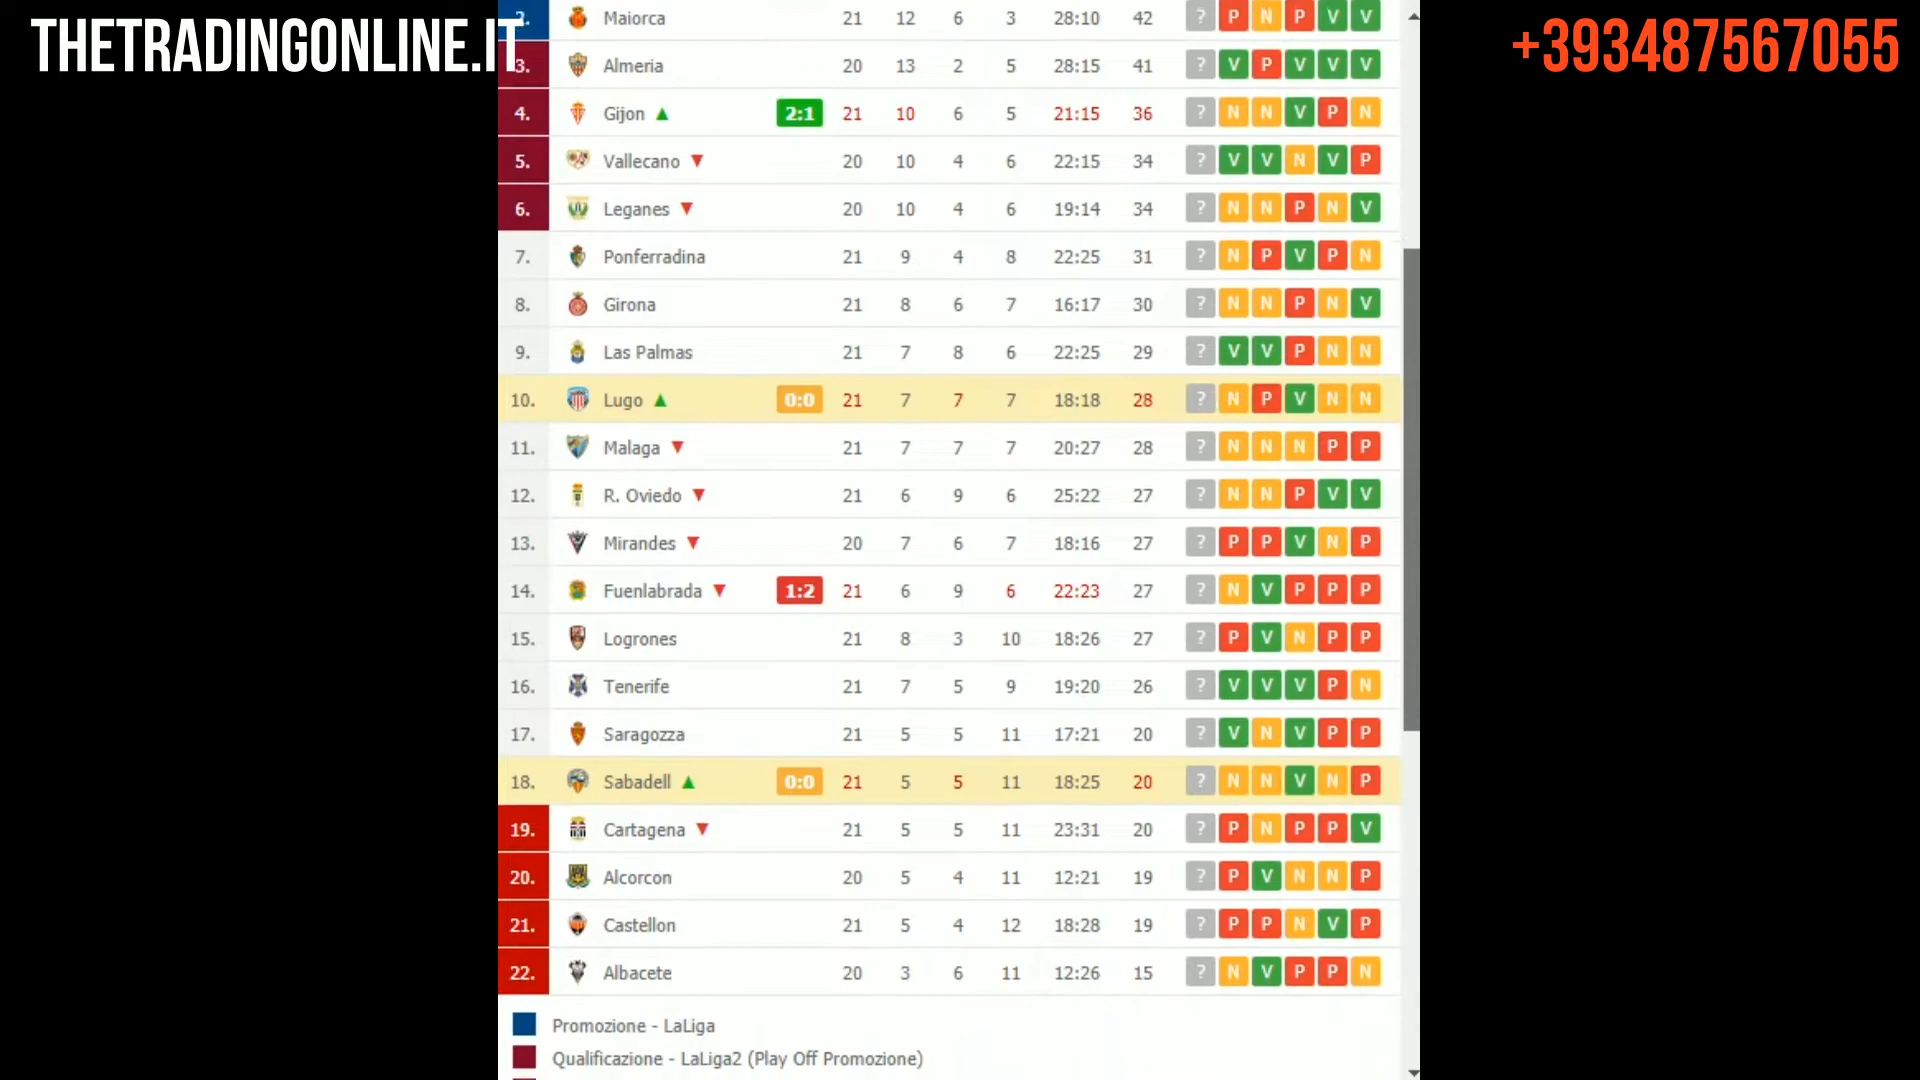 THETRADINGONLINE.IT
+393487567055
2. Maiorca 21 12 6 3 28:10 42 ? P N P V V
3. Almeria 20 13 2 5 28:15 41 ? V P V V V
4. Gijon 2:1 21 10 6 5 21:15 36 ? N N V P N
5. Vallecano 20 10 4 6 22:15 34 ? V V N V P
6. Leganes 20 10 4 6 19:14 34 ? N N P N V
7. Ponferradina 21 9 4 8 22:25 31 ? N P V P N
8. Girona 21 8 6 7 16:17 30 ? N N P N V
9. Las Palmas 21 7 8 6 22:25 29 ? V V P N N
10. Lugo 0:0 21 7 7 7 18:18 28 ? N P V N N
11. Malaga 21 7 7 7 20:27 28 ? N N N P P
12. R. Oviedo 21 6 9 6 25:22 27 ? N N P V V
13. Mirandes 20 7 6 7 18:16 27 ? P P V N P
14. Fuenlabrada 1:2 21 6 9 6 22:23 27 ? N V P P P
15. Logrones 21 8 3 10 18:26 27 ? P V N P P
16. Tenerife 21 7 5 9 19:20 26 ? V V V P N
17. Saragozza 21 5 5 11 17:21 20 ? V N V P P
18. Sabadell 0:0 21 5 5 11 18:25 20 ? N N V N P
19. Cartagena 21 5 5 11 23:31 20 ? P N P P V
20. Alcorcon 20 5 4 11 12:21 19 ? P V N N P
21. Castellon 21 5 4 12 18:28 19 ? P P N V P
22. Albacete 20 3 6 11 12:26 15 ? N V P P N
Promozione - LaLiga
Qualificazione - LaLiga2 (Play Off Promozione)